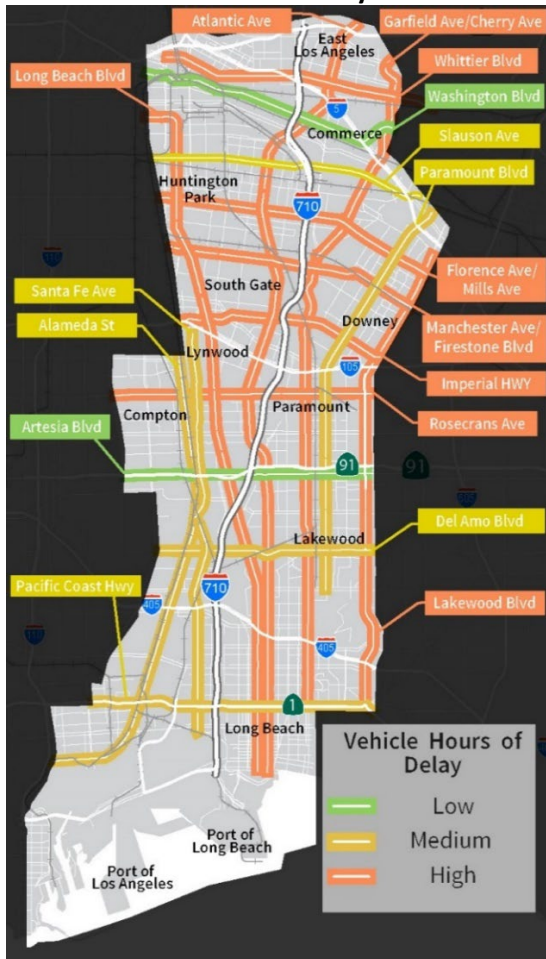 Atlantic Ave
Garfield Ave/Cherry Ave
East
Los Angeles
Long Beach Blvd
Whittier Blvd
5
Washington Blvd
Commerce
Slauson Ave
Huntington
Park
Paramount Blvd
710
South Gate
Florence Ave/
Mills Ave
Santa Fe Ave
Downey
Alameda St
Lynwood
Manchester Ave/
Firestone Blvd
105
Imperial HWY
Compton
Paramount
Rosecrans Ave
Artesia Blvd
91
91
Lakewood
Del Amo Blvd
Pacific Coast Hwy
710
405
Lakewood Blvd
405
1
Long Beach
Vehicle Hours of
Delay
Low
Medium
High
Port of
Long Beach
Port of
Los Angeles